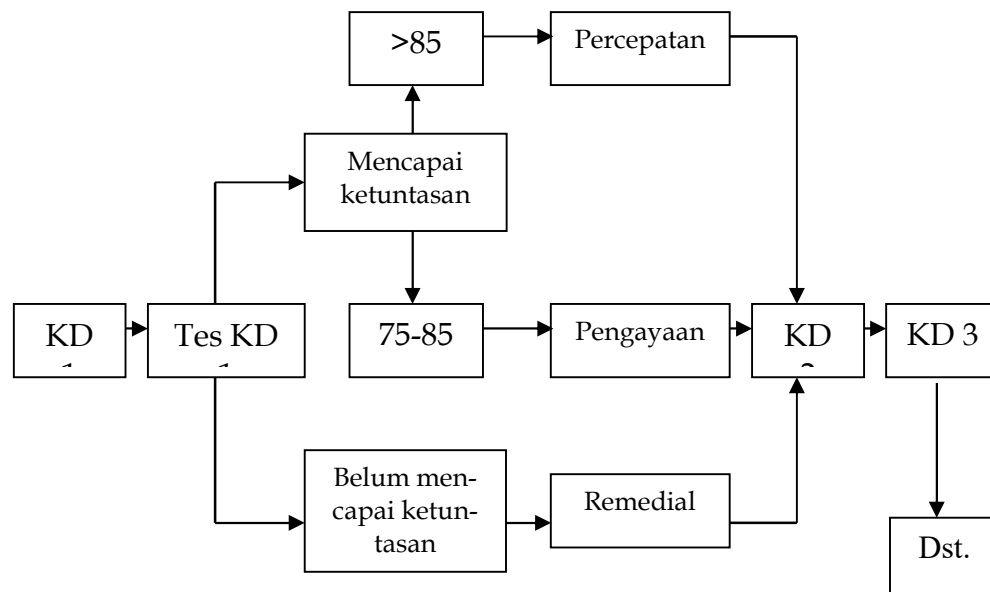 >85
Percepatan
Mencapai
ketuntasan
KD
Tes KD
75-85
Pengayaan
KD
KD 3
Belum men-
capai ketun-
tasan
Remedial
Dst.